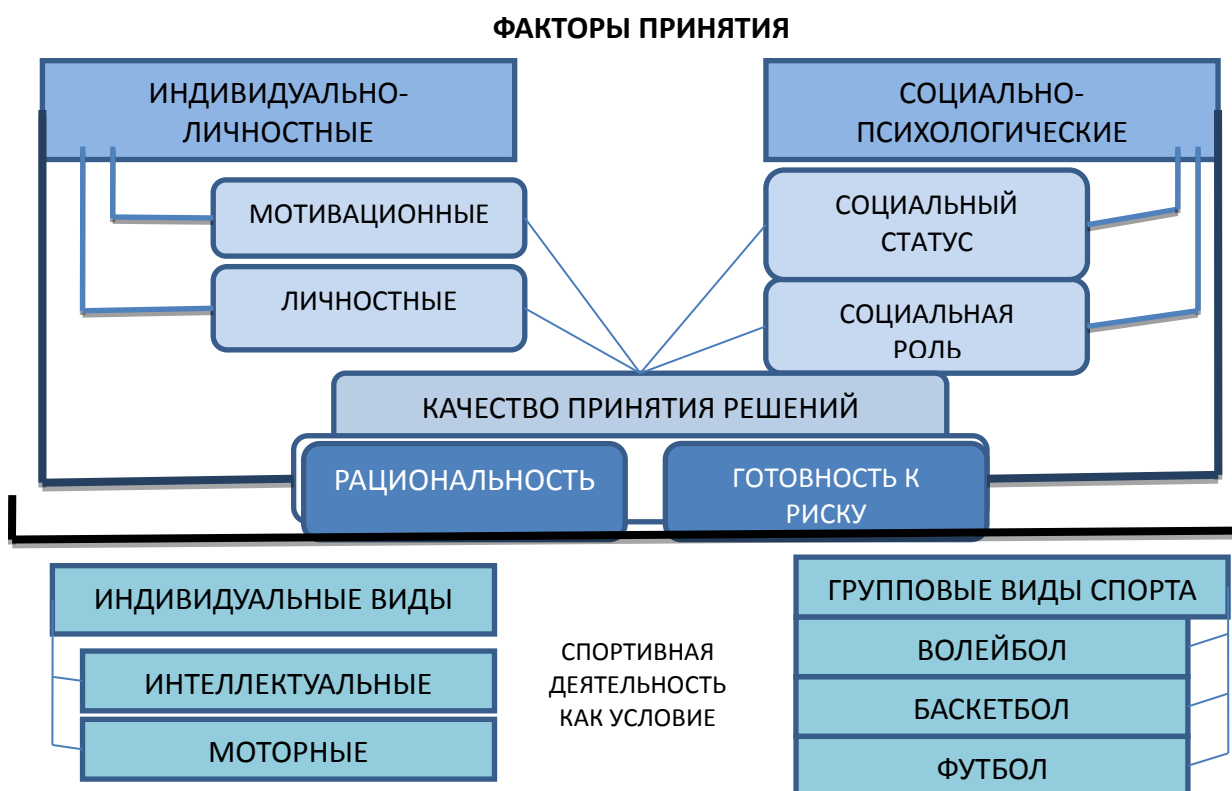 ФАКТОРЫ ПРИНЯТИЯ
ИНДИВИДУАЛЬНО-
ЛИЧНОСТНЫЕ
СОЦИАЛЬНО-
ПСИХОЛОГИЧЕСКИЕ
МОТИВАЦИОННЫЕ
ЛИЧНОСТНЫЕ
СОЦИАЛЬНЫЙ
СТАТУС
СОЦИАЛЬНАЯ
РОЛЬ
КАЧЕСТВО ПРИНЯТИЯ РЕШЕНИЙ
РАЦИОНАЛЬНОСТЬ
ГОТОВНОСТЬ К
РИСКУ
ИНДИВИДУАЛЬНЫЕ ВИДЫ
ИНТЕЛЛЕКТУАЛЬНЫЕ
МОТОРНЫЕ
СПОРТИВНАЯ
ДЕЯТЕЛЬНОСТЬ
КАК УСЛОВИЕ
ГРУППОВЫЕ ВИДЫ СПОРТА
ВОЛЕЙБОЛ
БАСКЕТБОЛ
ФУТБОЛ